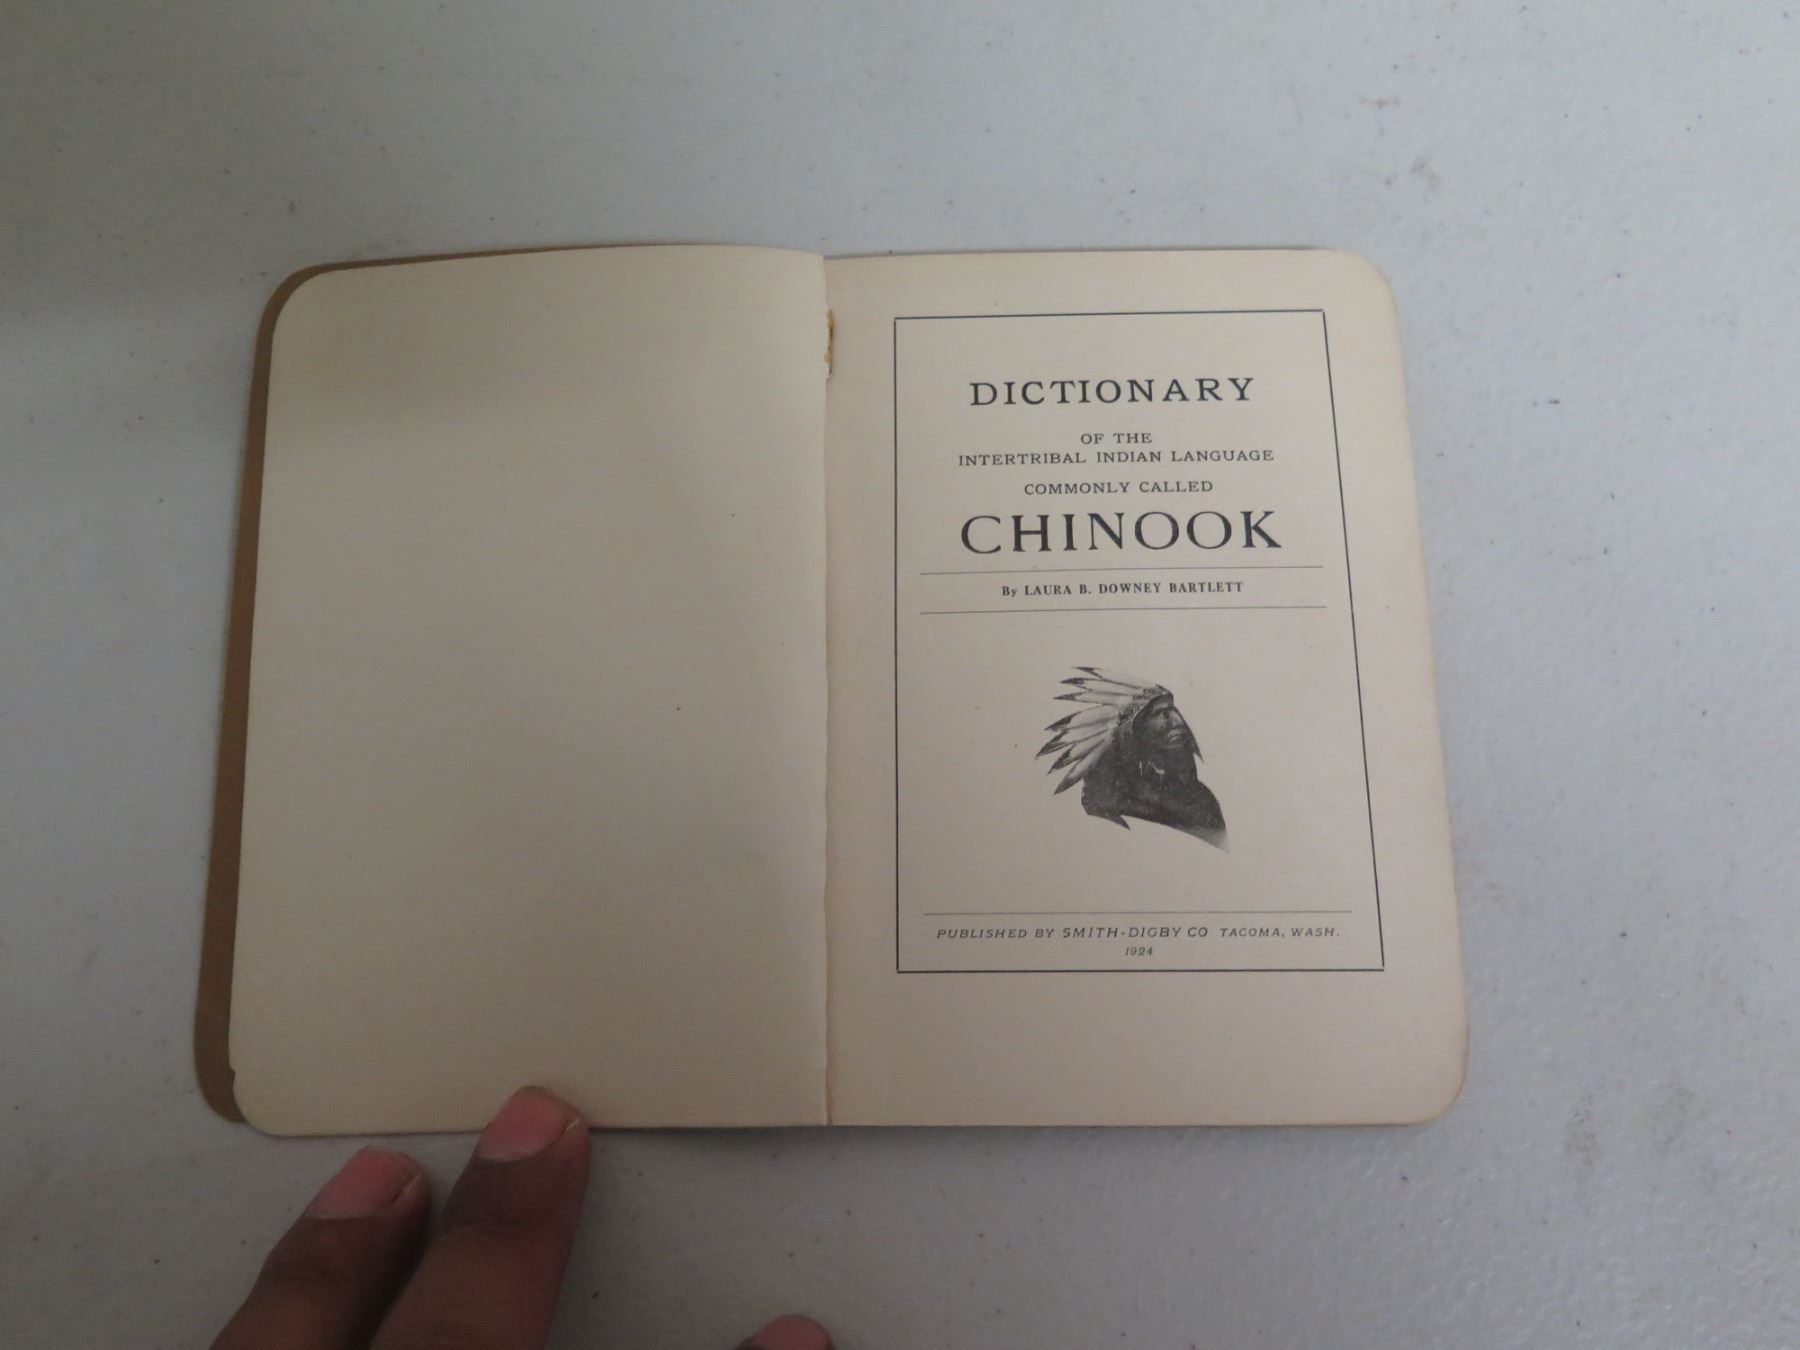 DICTIONARY
OF THE
INTERTRIBAL INDIAN LANGUAGE
COMMONLY CALLED
CHINOOK
By LAURA B. DOWNEY BARTLETT
PUBLISHED BY SMITH-DIGBY CO TACOMA, WASH.
1924